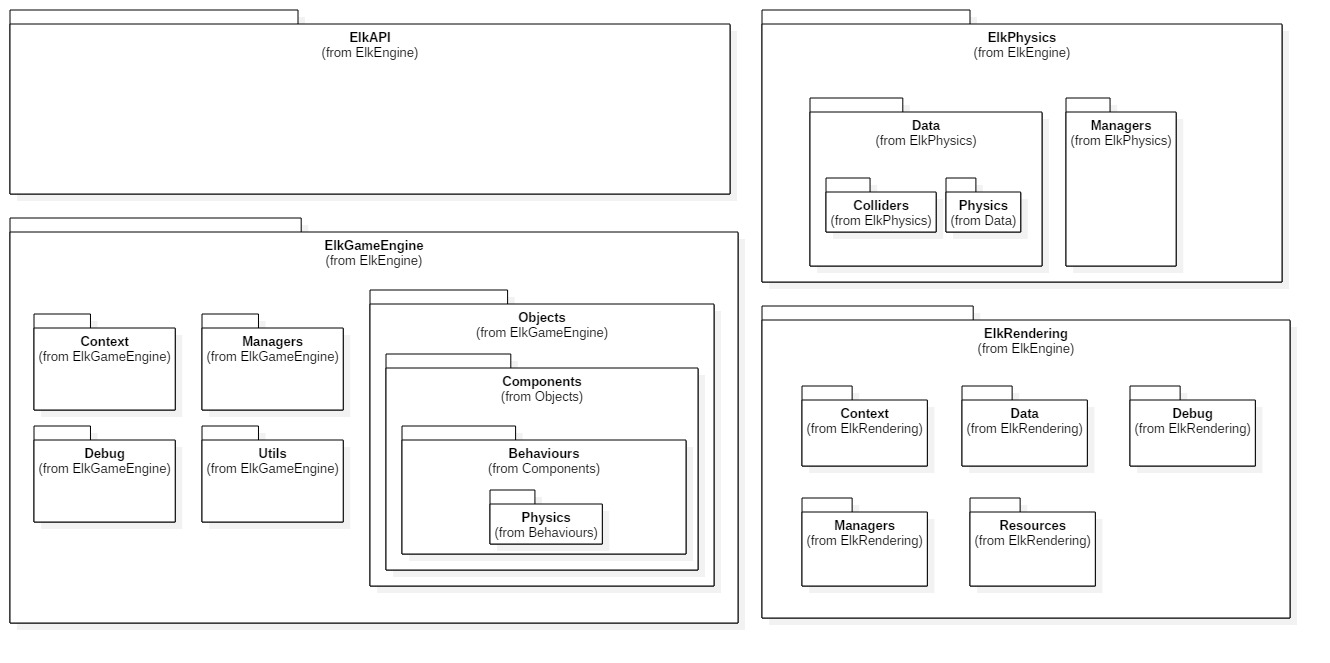 ElkAPI
(from ElkEngine)
ElkPhysics
(from ElkEngine)
Data
(from ElkPhysics)
Managers
(from ElkPhysics)
Colliders
(from ElkPhysics)
Physics
(from Data)
ElkGameEngine
(from ElkEngine)
Context
(from ElkGameEngine)
Managers
(from ElkGameEngine)
Debug
(from ElkGameEngine)
Utils
(from ElkGameEngine)
Objects
(from ElkGameEngine)
Components
(from Objects)
Behaviours
(from Components)
Physics
(from Behaviours)
ElkRendering
(from ElkEngine)
Context
(from ElkRendering)
Data
(from ElkRendering)
Debug
(from ElkRendering)
Managers
(from ElkRendering)
Resources
(from ElkRendering)